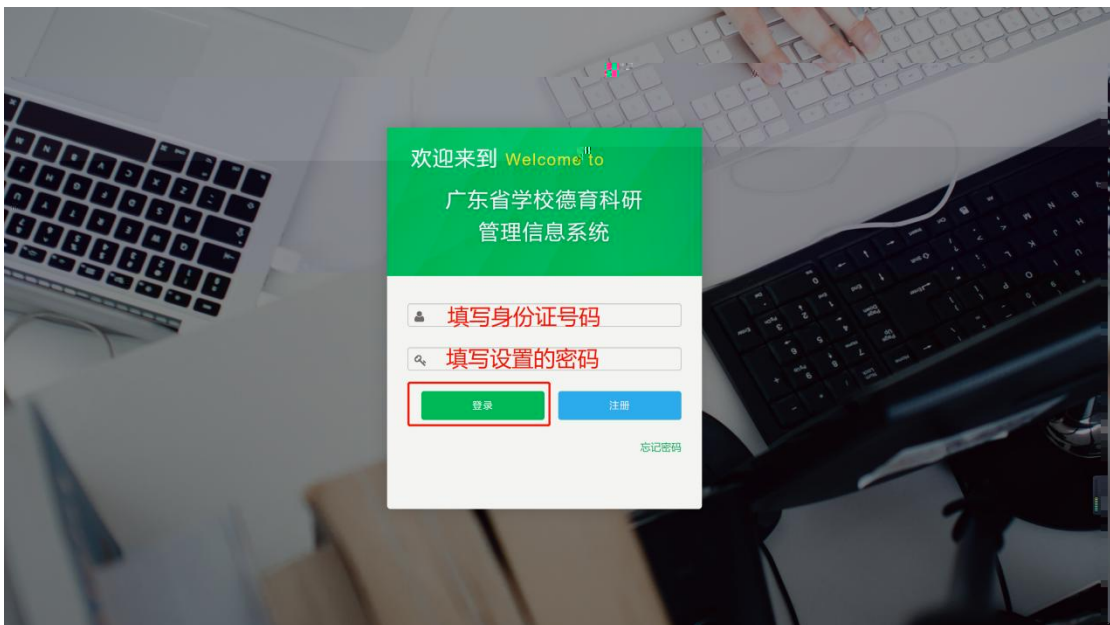 欢迎来到 Welcome to
广东省学校德育科研
管理信息系统
填写身份证号码
填写设置的密码
登录
注册
忘记密码